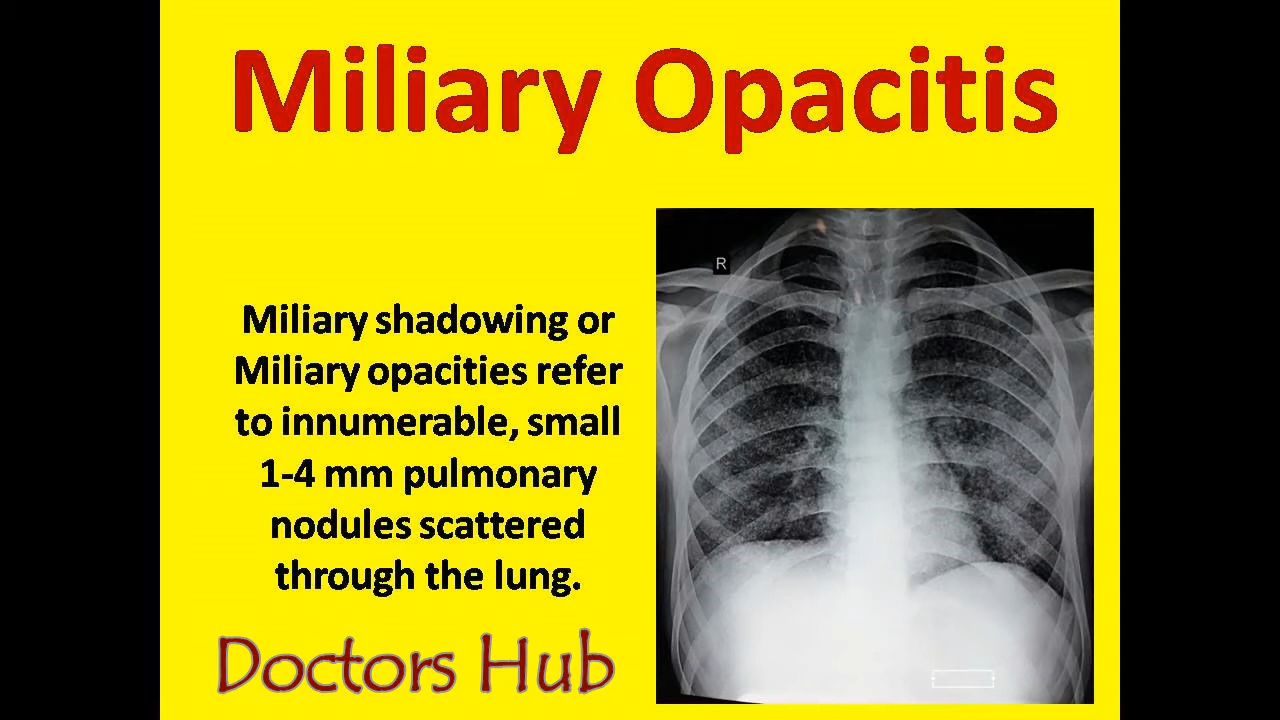 Miliary Opacitis
R
Miliary shadowing or
Miliary opacities refer
to innumerable, small
1-4 mm pulmonary
nodules scattered
through the lung.
Doctors Hub